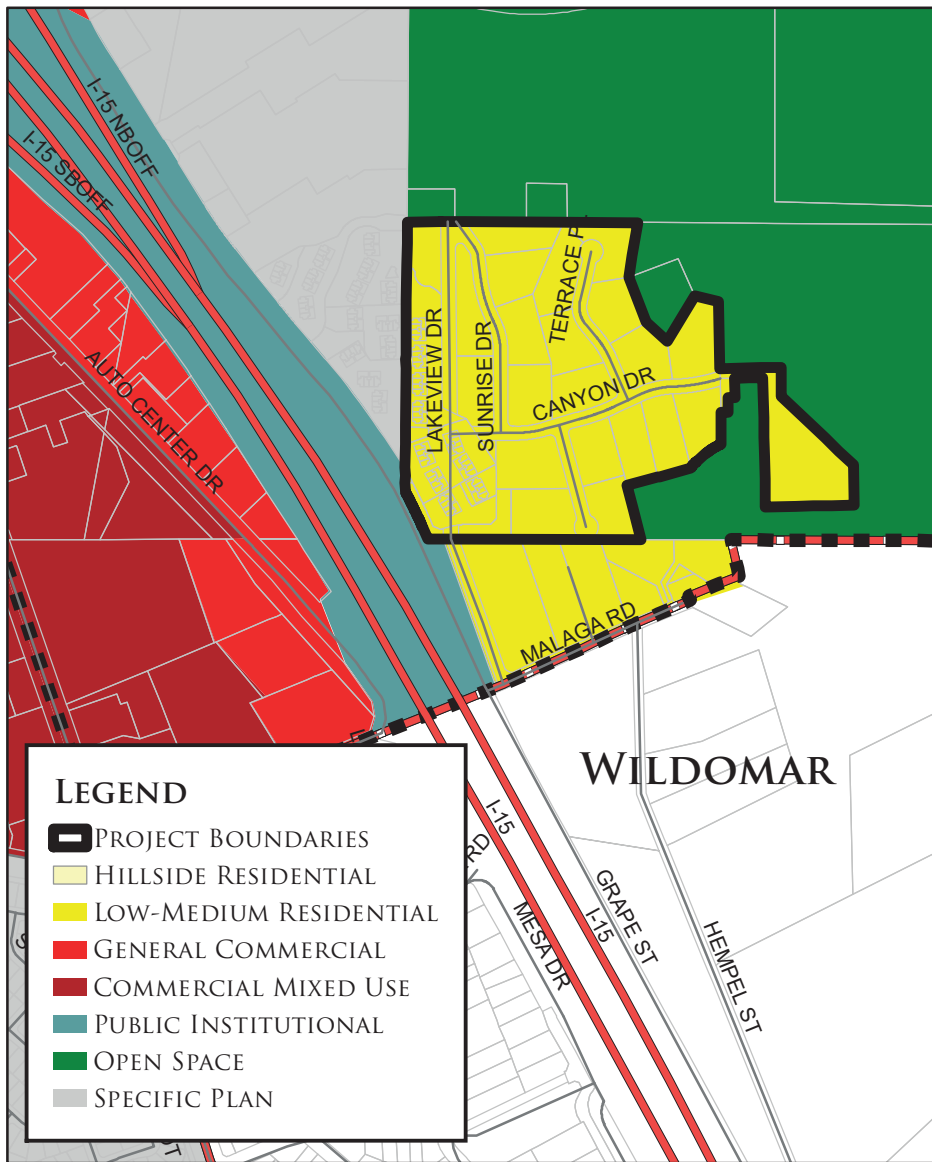 I-15 NBOFF
I-15 SBOFF
AUTO CENTER DR
LAKEVIEW DR
SUNRISE DR
TERRACE P
CANYON DR
MALAGA RD
WILDOMAR
I-15
RD
MESA DR
I-15
GRAPE ST
HEMPEL ST
LEGEND
PROJECT BOUNDARIES
HILLSIDE RESIDENTIAL
LOW-MEDIUM RESIDENTIAL
GENERAL COMMERCIAL
COMMERCIAL MIXED USE
PUBLIC INSTITUTIONAL
OPEN SPACE
SPECIFIC PLAN
ST